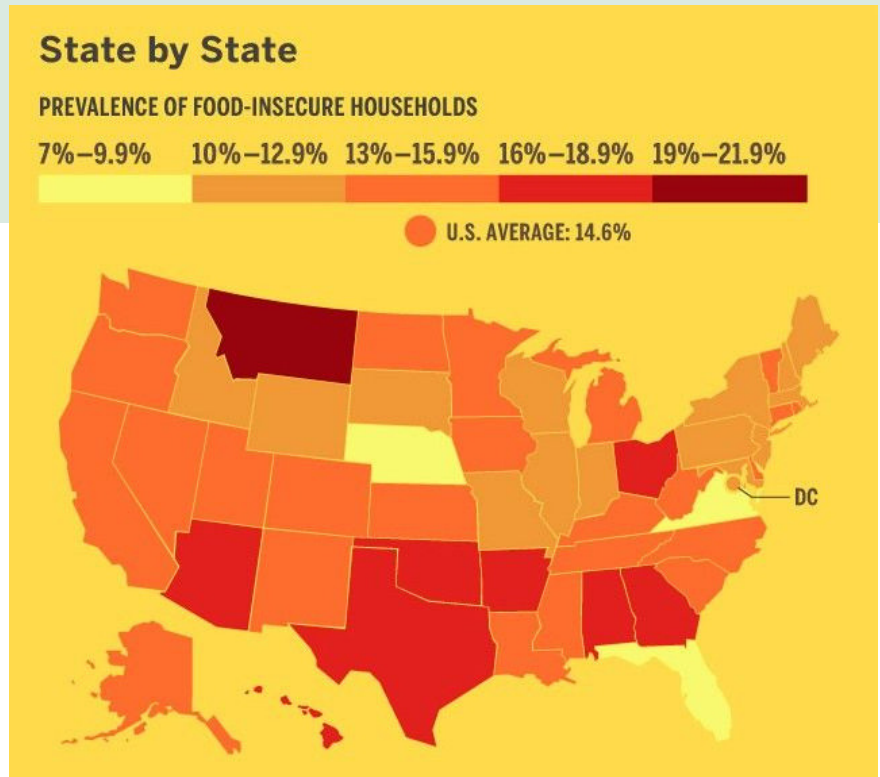 State by State
PREVALENCE OF FOOD-INSECURE HOUSEHOLDS
7%–9.9% 10%–12.9% 13%–15.9% 16%–18.9% 19%–21.9%
U.S. AVERAGE: 14.6%
DC